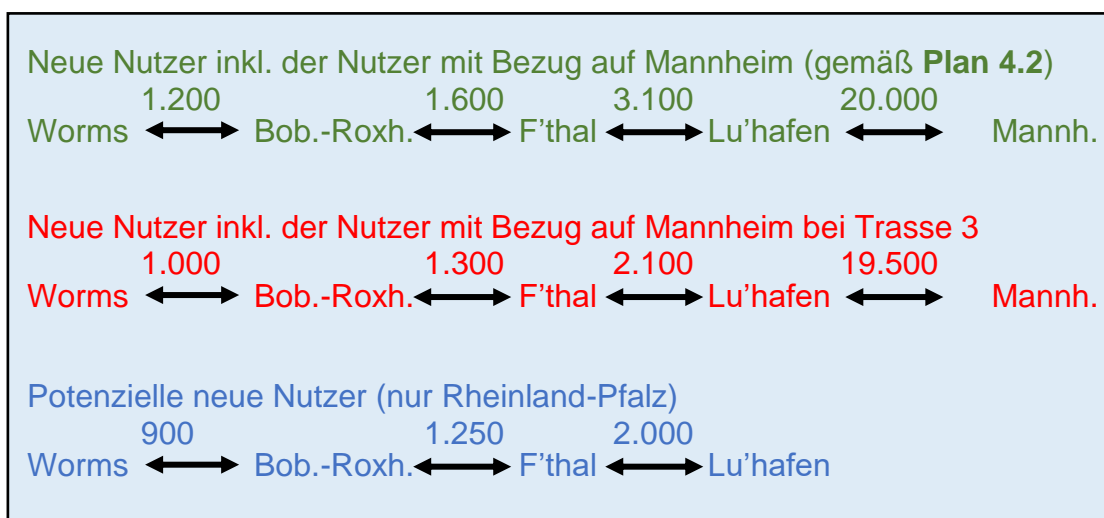 Neue Nutzer inkl. der Nutzer mit Bezug auf Mannheim (gemäß Plan 4.2)
1.200 1.600 3.100 20.000
Worms Bob.-Roxh. F’thal Lu’hafen Mannh.
Neue Nutzer inkl. der Nutzer mit Bezug auf Mannheim bei Trasse 3
1.000 1.300 2.100 19.500
Worms Bob.-Roxh. F’thal Lu’hafen Mannh.
Potenzielle neue Nutzer (nur Rheinland-Pfalz)
900 1.250 2.000
Worms Bob.-Roxh. F’thal Lu’hafen